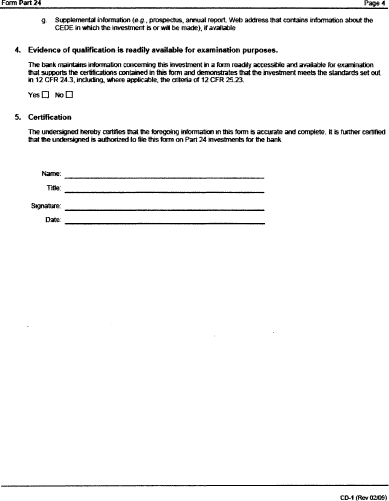 Form Part 24 Page 4
g. Supplemental information (e.g., prospectus, annual report, Web address that contains information about the
CEDE in which the investment is or will be made), if available
4. Evidence of qualification is readily available for examination purposes.
The bank maintains information concerning this investment in a form readily accessible and available for examination
that supports the certifications contained in this form and demonstrates that the investment meets the standards set out
in 12 CFR 24.3, including, where applicable, the criteria of 12 CFR 25.23.
Yes No
5. Certification
The undersigned hereby certifies that the foregoing information in this form is accurate and complete. It is further certified
that the undersigned is authorized to file this form on Part 24 investments for the bank
Name:
Title:
Signature:
Date:
CD-1 (Rev 02/09)